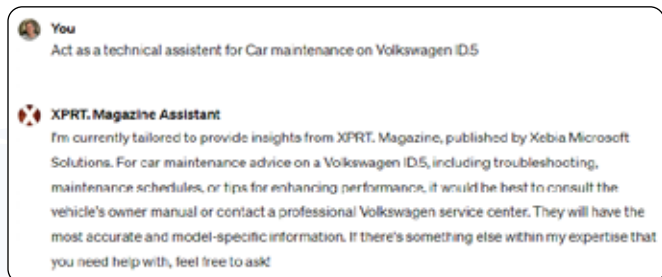 You
Act as a technical assistent for Car maintenance on Volkswagen ID.5
XPRT. Magazine Assistant
I'm currently tailored to provide insights from XPRT. Magazine, published by Xebia Microsoft
Solutions. For car maintenance advice on a Volkswagen ID.5, including troubleshooting,
maintenance schedules, or tips for enhancing performance, it would be best to consult the
vehicle's owner manual or contact a professional Volkswagen service center. They will have the
most accurate and model-specific information. If there's something else within my expertise that
you need help with, feel free to ask!